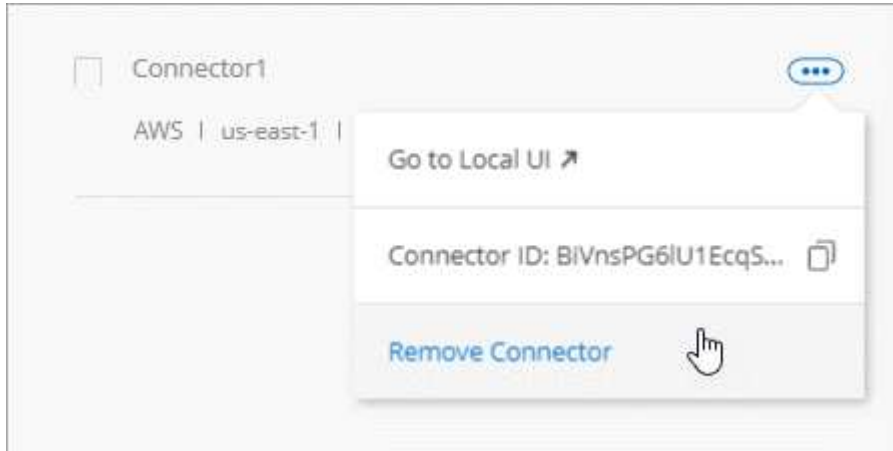 Connector1
AWS | us-east-1 |
Go to Local UI
Connector ID: BiVnsPG6lU1EcqS...
Remove Connector